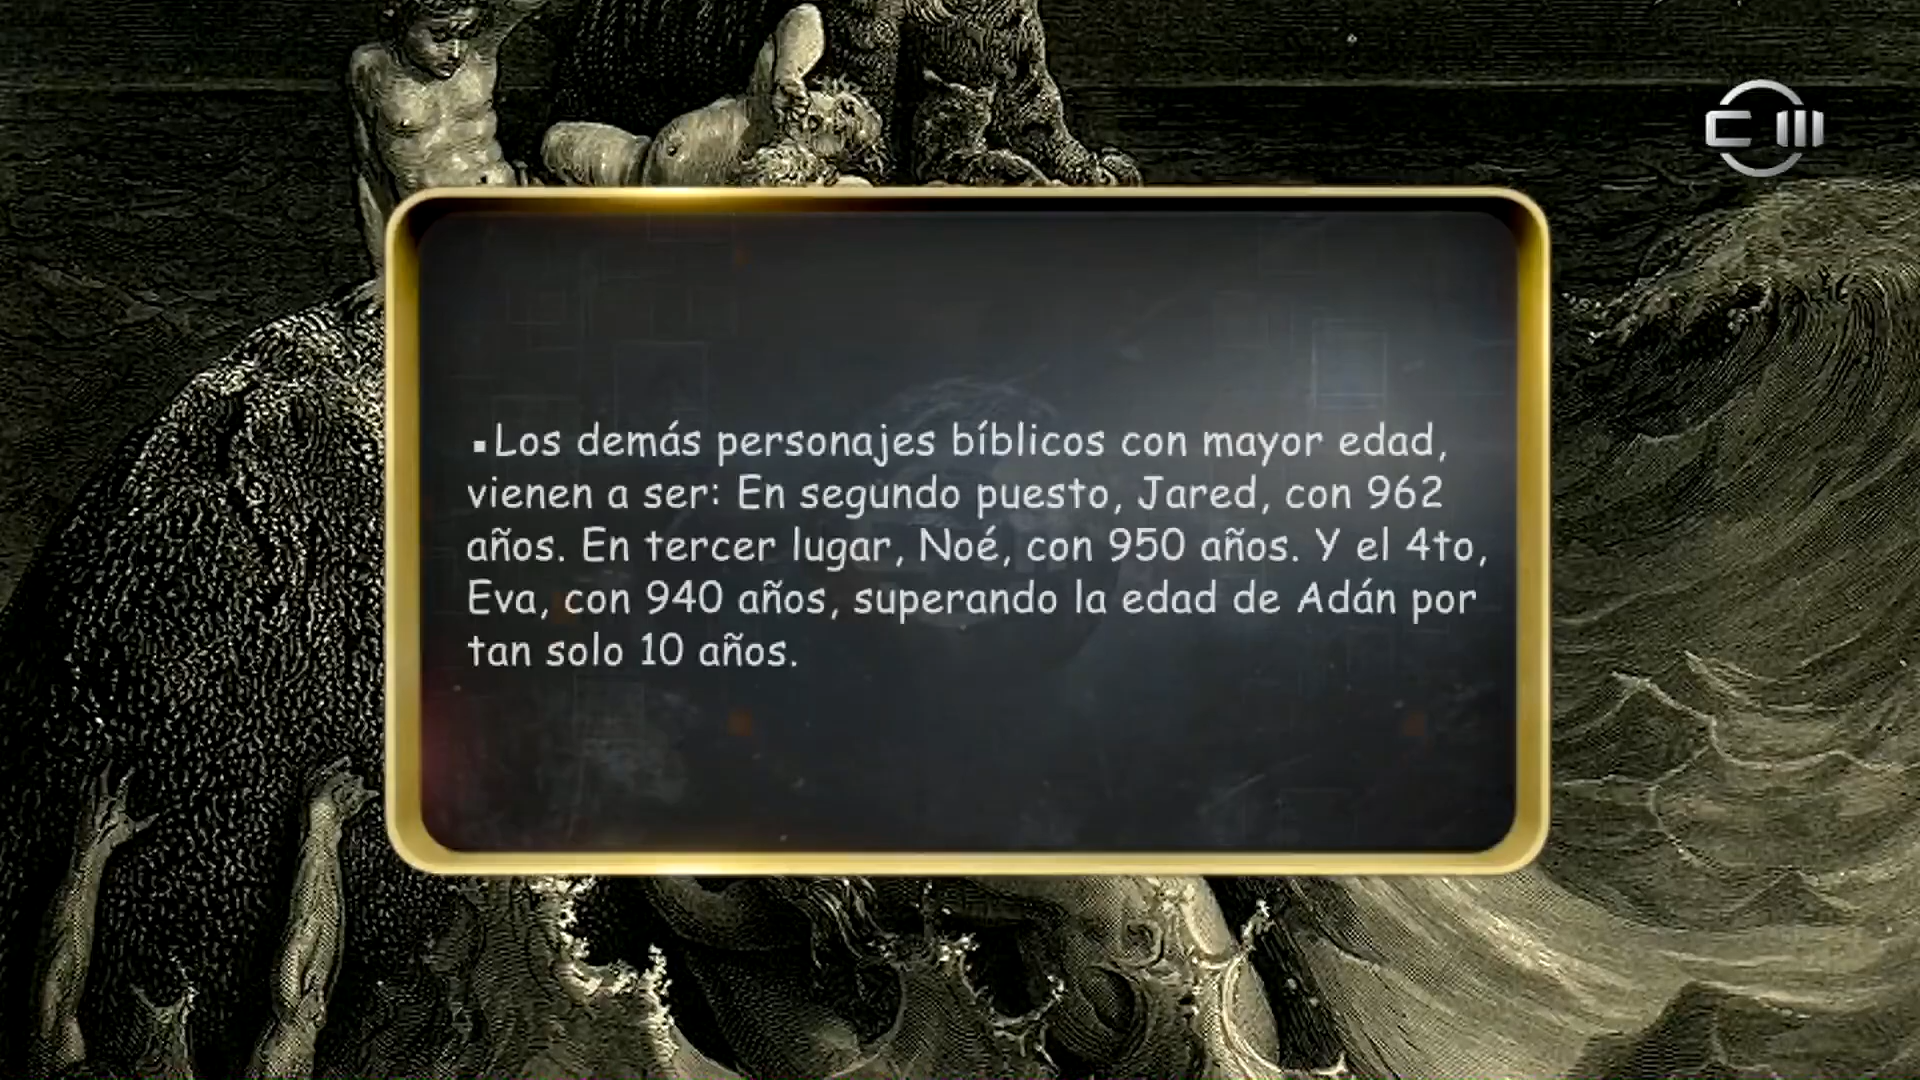 ▪Los demás personajes bíblicos con mayor edad,
vienen a ser: En segundo puesto, Jared, con 962
años. En tercer lugar, Noé, con 950 años. Y el 4to,
Eva, con 940 años, superando la edad de Adán por
tan solo 10 años.